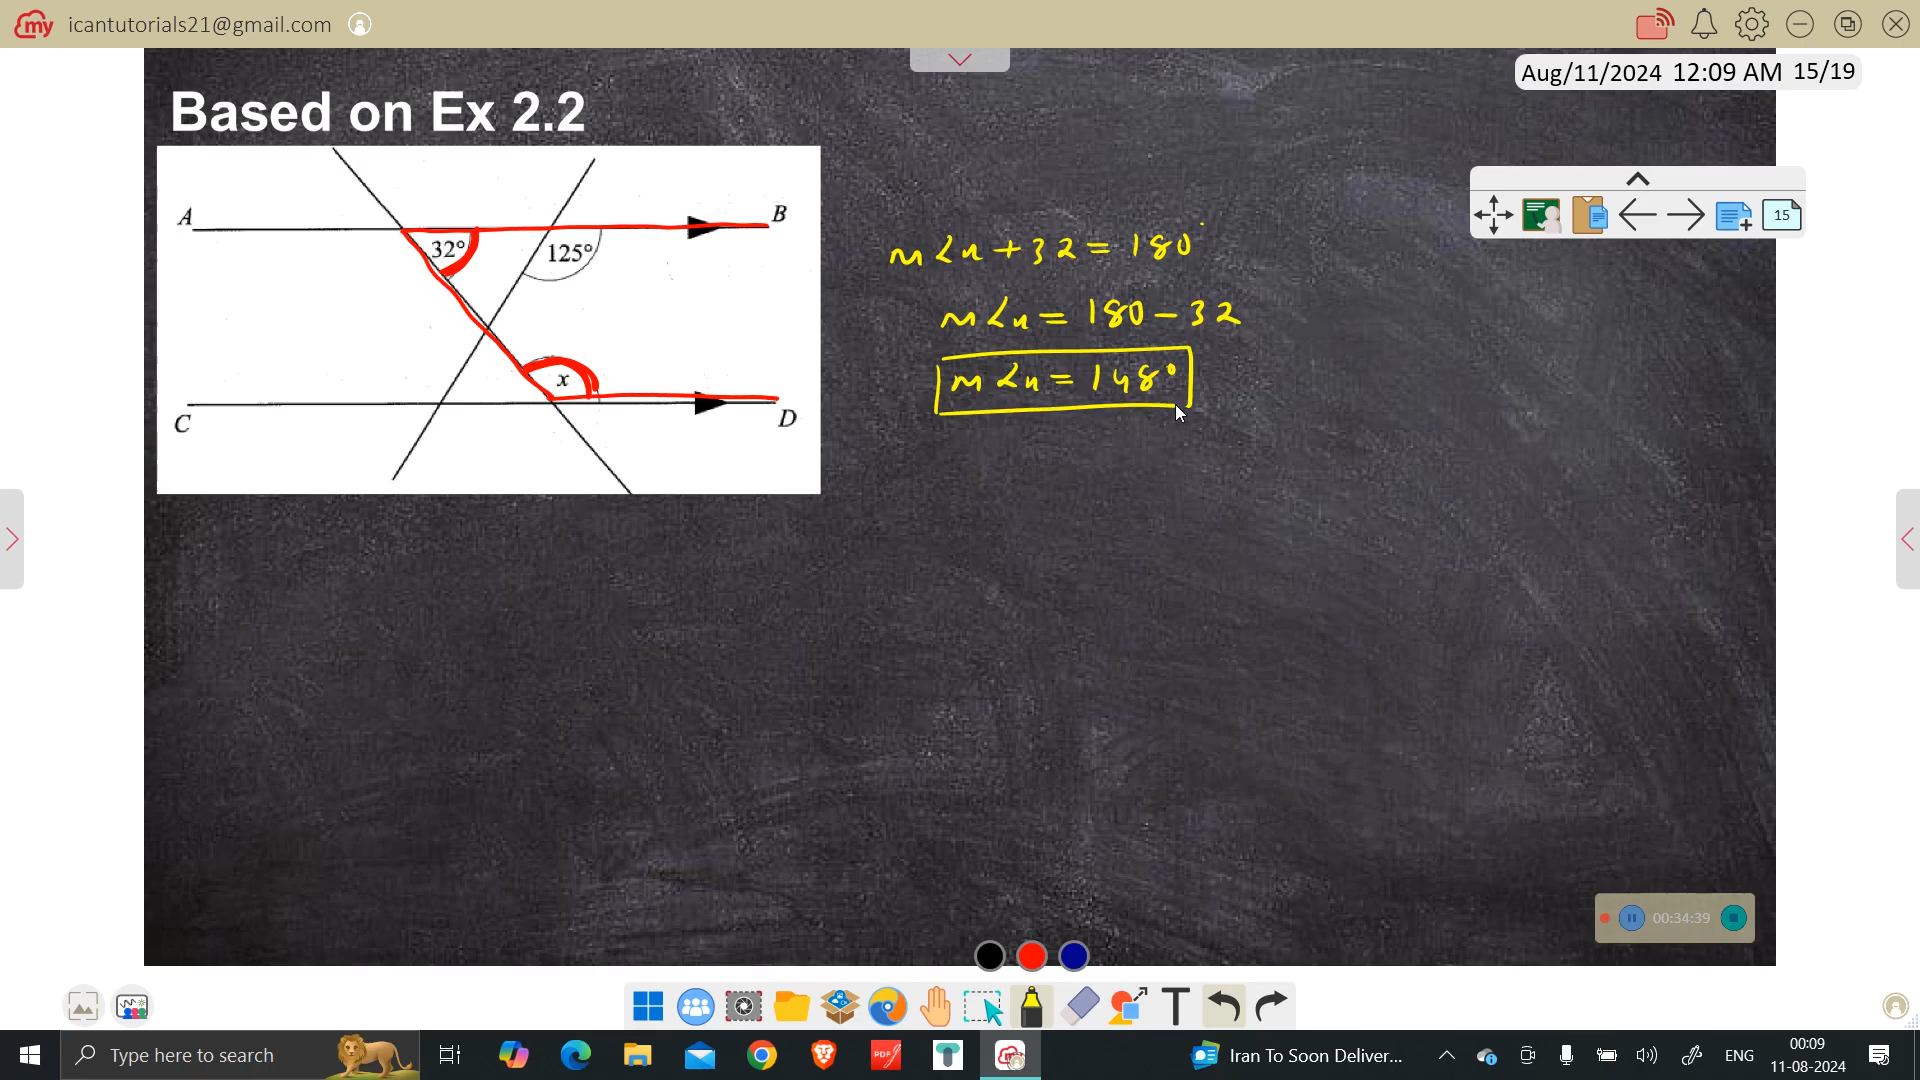 my icantutorials21@gmail.com
Aug/11/2024 12:09 AM 15/19
Based on Ex 2.2
A
B
32°
125°
x
C
D
m∠x + 32 = 180°
m∠x = 180 - 32
m∠x = 148°
15
00:34:39
T
Type here to search
PDF
Iran To Soon Deliver...
ENG
00:09
11-08-2024